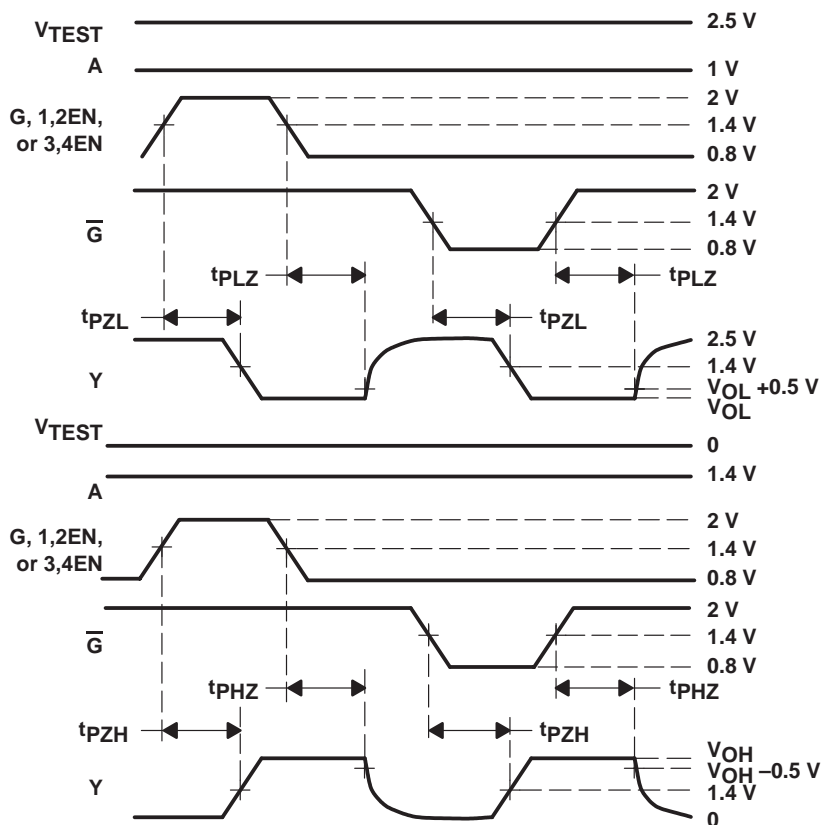 VTEST
2.5 V
A
1 V
2 V
G, 1,2EN,
or 3,4EN
1.4 V
0.8 V
2 V
G̅
1.4 V
0.8 V
tPLZ
tPLZ
tPZL
tPZL
2.5 V
1.4 V
Y
VOL +0.5 V
VOL
VTEST
0
A
1.4 V
2 V
G, 1,2EN,
or 3,4EN
1.4 V
0.8 V
2 V
G̅
1.4 V
0.8 V
tPHZ
tPHZ
tPZH
tPZH
VOH
VOH –0.5 V
Y
1.4 V
0